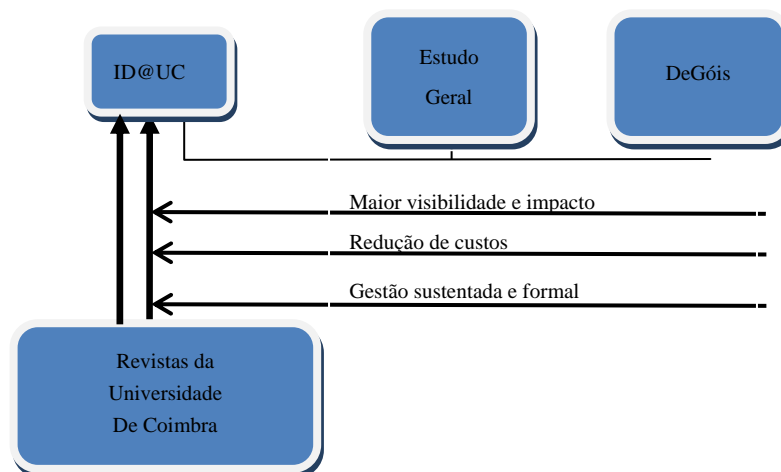 ID@UC
Estudo
Geral
DeGóis
Maior visibilidade e impacto
Redução de custos
Gestão sustentada e formal
Revistas da
Universidade
De Coimbra